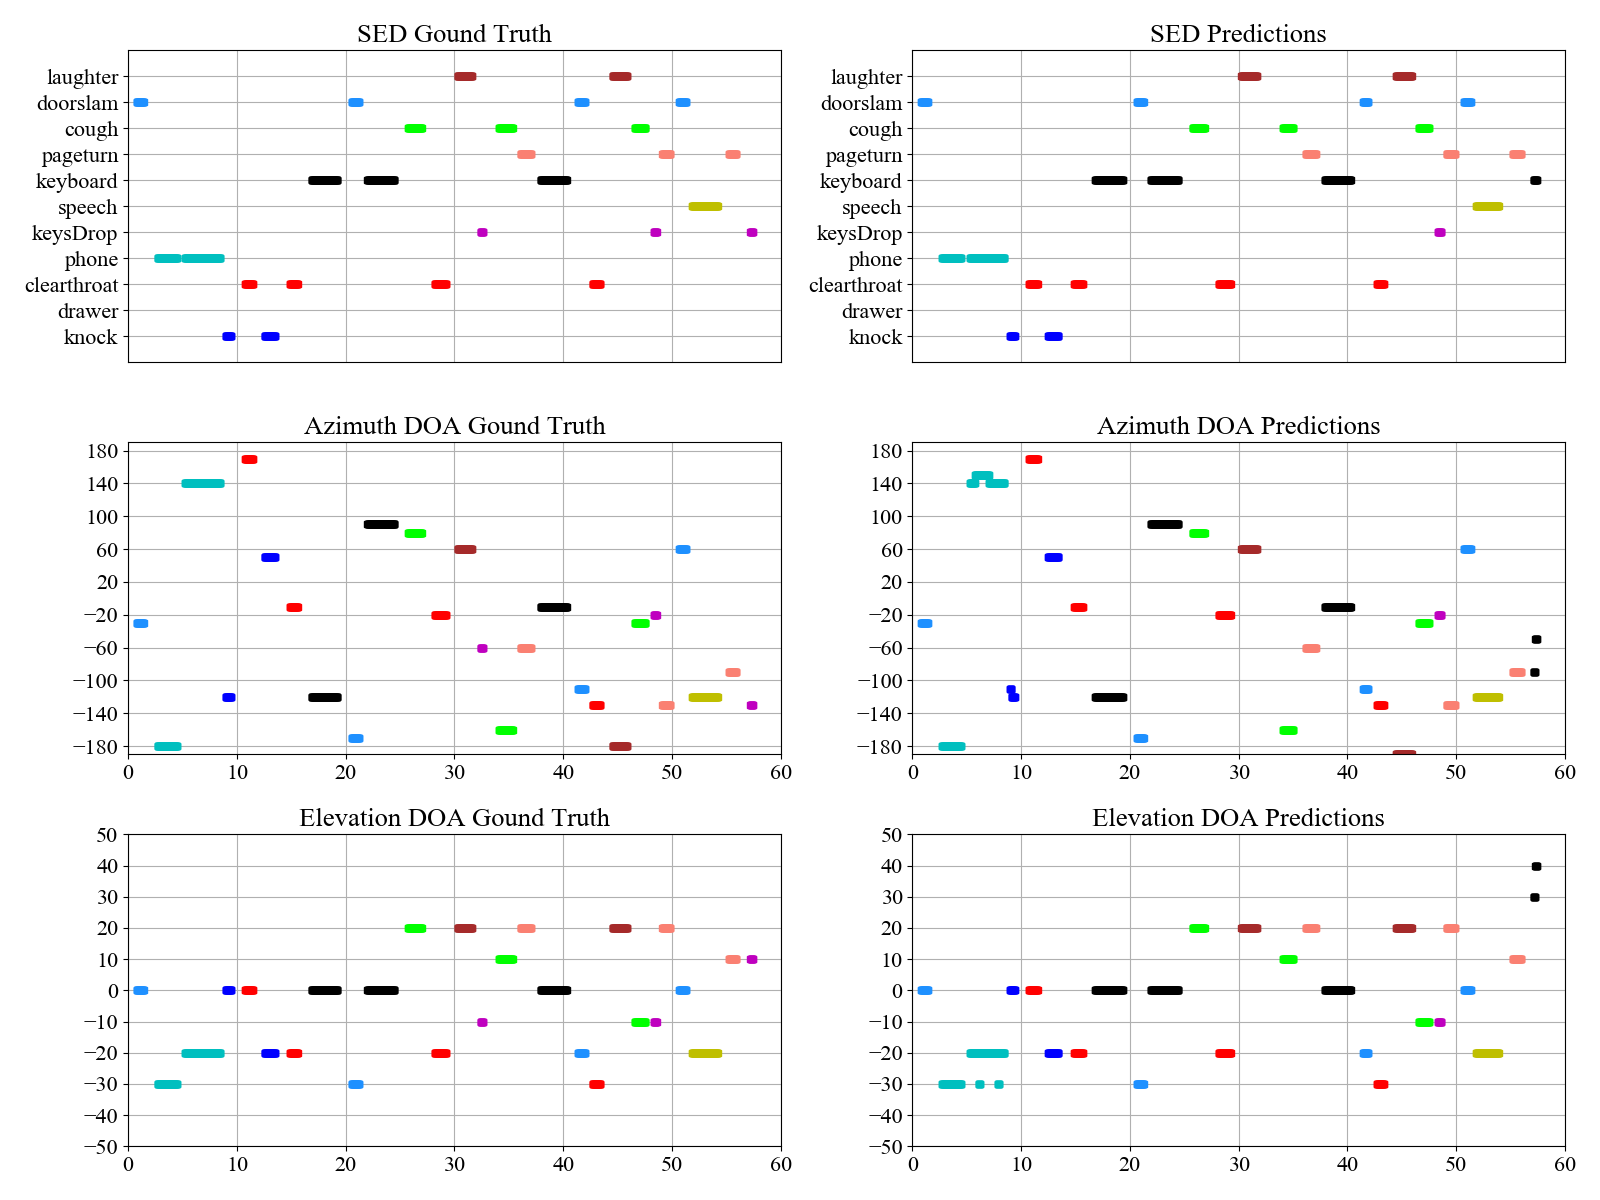 SED Gound Truth
laughter
doorslam
cough
pageturn
keyboard
speech
keysDrop
phone
clearthroat
drawer
knock
SED Predictions
laughter
doorslam
cough
pageturn
keyboard
speech
keysDrop
phone
clearthroat
drawer
knock
Azimuth DOA Gound Truth
180
140
100
60
20
−20
−60
−100
−140
−180
0 10 20 30 40 50 60
Azimuth DOA Predictions
180
140
100
60
20
−20
−60
−100
−140
−180
0 10 20 30 40 50 60
Elevation DOA Gound Truth
50
40
30
20
10
0
−10
−20
−30
−40
−50
0 10 20 30 40 50 60
Elevation DOA Predictions
50
40
30
20
10
0
−10
−20
−30
−40
−50
0 10 20 30 40 50 60